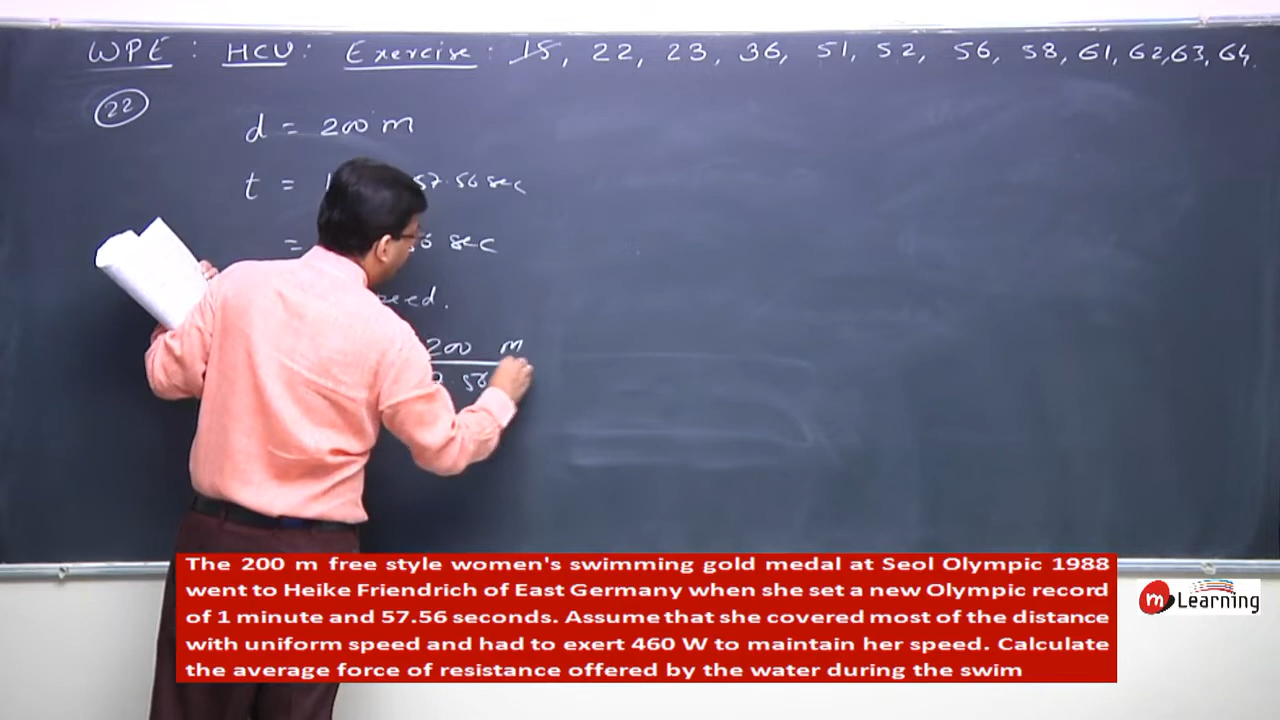 WPE : HCV : Exercise : 15, 22, 23, 36, 51, 52, 56, 58, 61, 62, 63, 64.
22
d = 200 m
t = 57.56 sec
= sec
200 m
The 200 m free style women's swimming gold medal at Seol Olympic 1988
went to Heike Friendrich of East Germany when she set a new Olympic record
of 1 minute and 57.56 seconds. Assume that she covered most of the distance
with uniform speed and had to exert 460 W to maintain her speed. Calculate
the average force of resistance offered by the water during the swim
m Learning